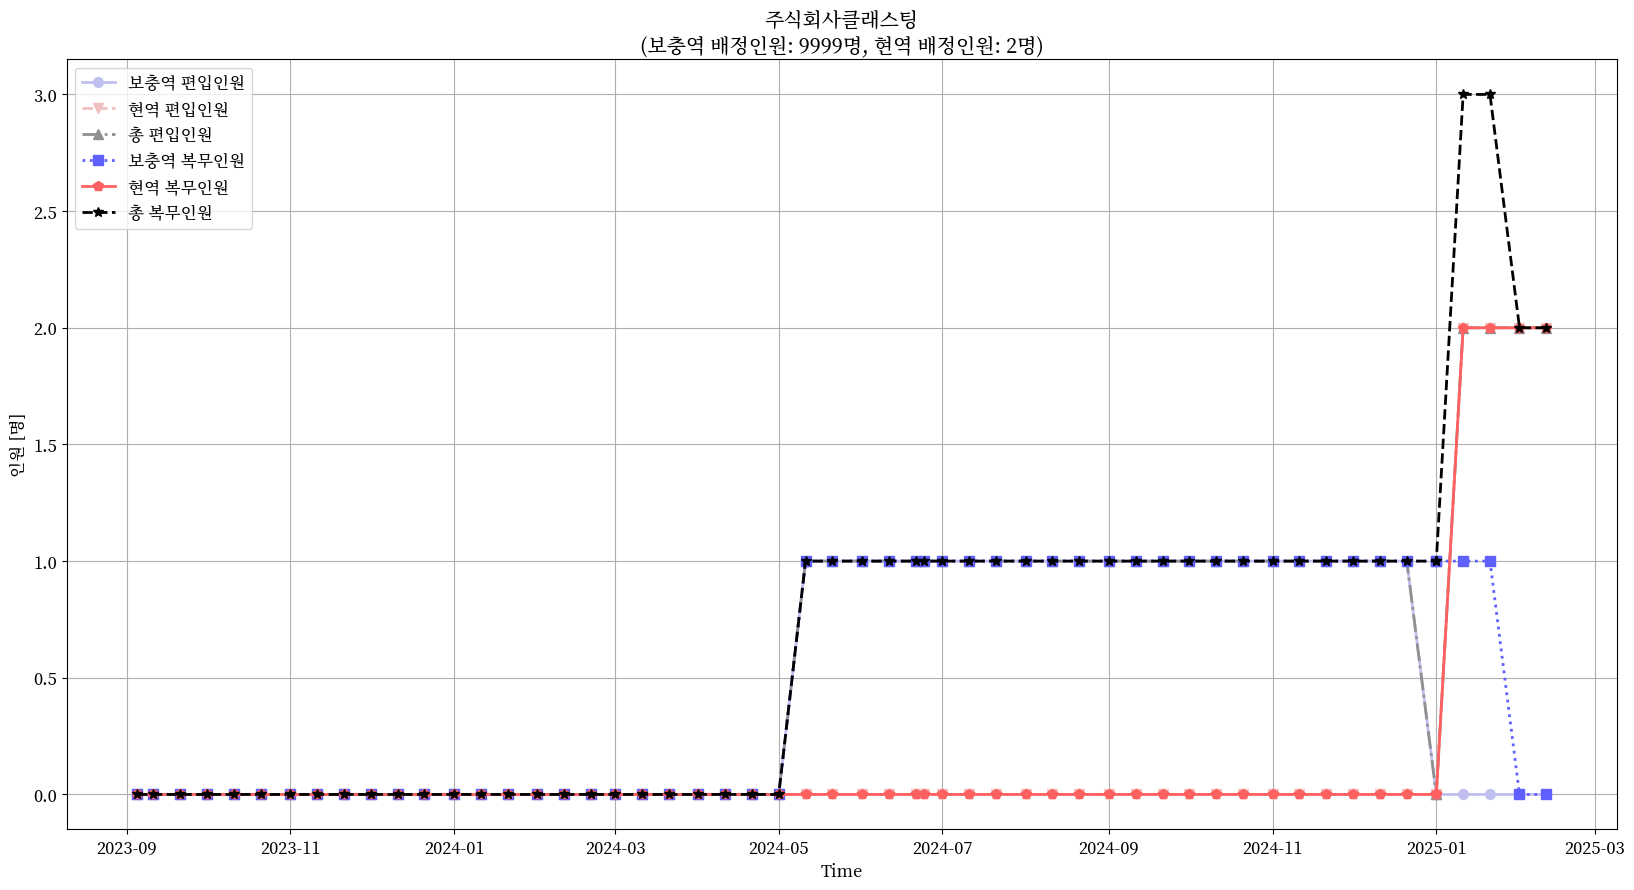 주식회사클래스팅
(보충역 배정인원: 9999명, 현역 배정인원: 2명)
보충역 편입인원
현역 편입인원
총 편입인원
보충역 복무인원
현역 복무인원
총 복무인원
인원 [명]
3.0
2.5
2.0
1.5
1.0
0.5
0.0
2023-09
2023-11
2024-01
2024-03
2024-05
2024-07
2024-09
2024-11
2025-01
2025-03
Time